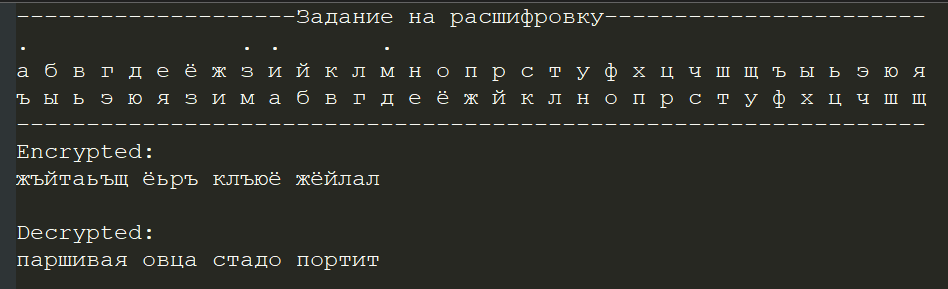 --------------------Задание на расшифровку-----------------------
.               . .       .
а б в г д е ё ж з и й к л м н о п р с т у ф х ц ч ш щ ъ ы ь э ю я
ъ ы ь э ю я з и м а б в г д е ё ж й к л н о п р с т у ф х ц ч ш щ
-----------------------------------------------------------------
Encrypted:
жъйтаьъщ ёьръ клъюё жёйлал
Decrypted:
паршивая овца стадо портит